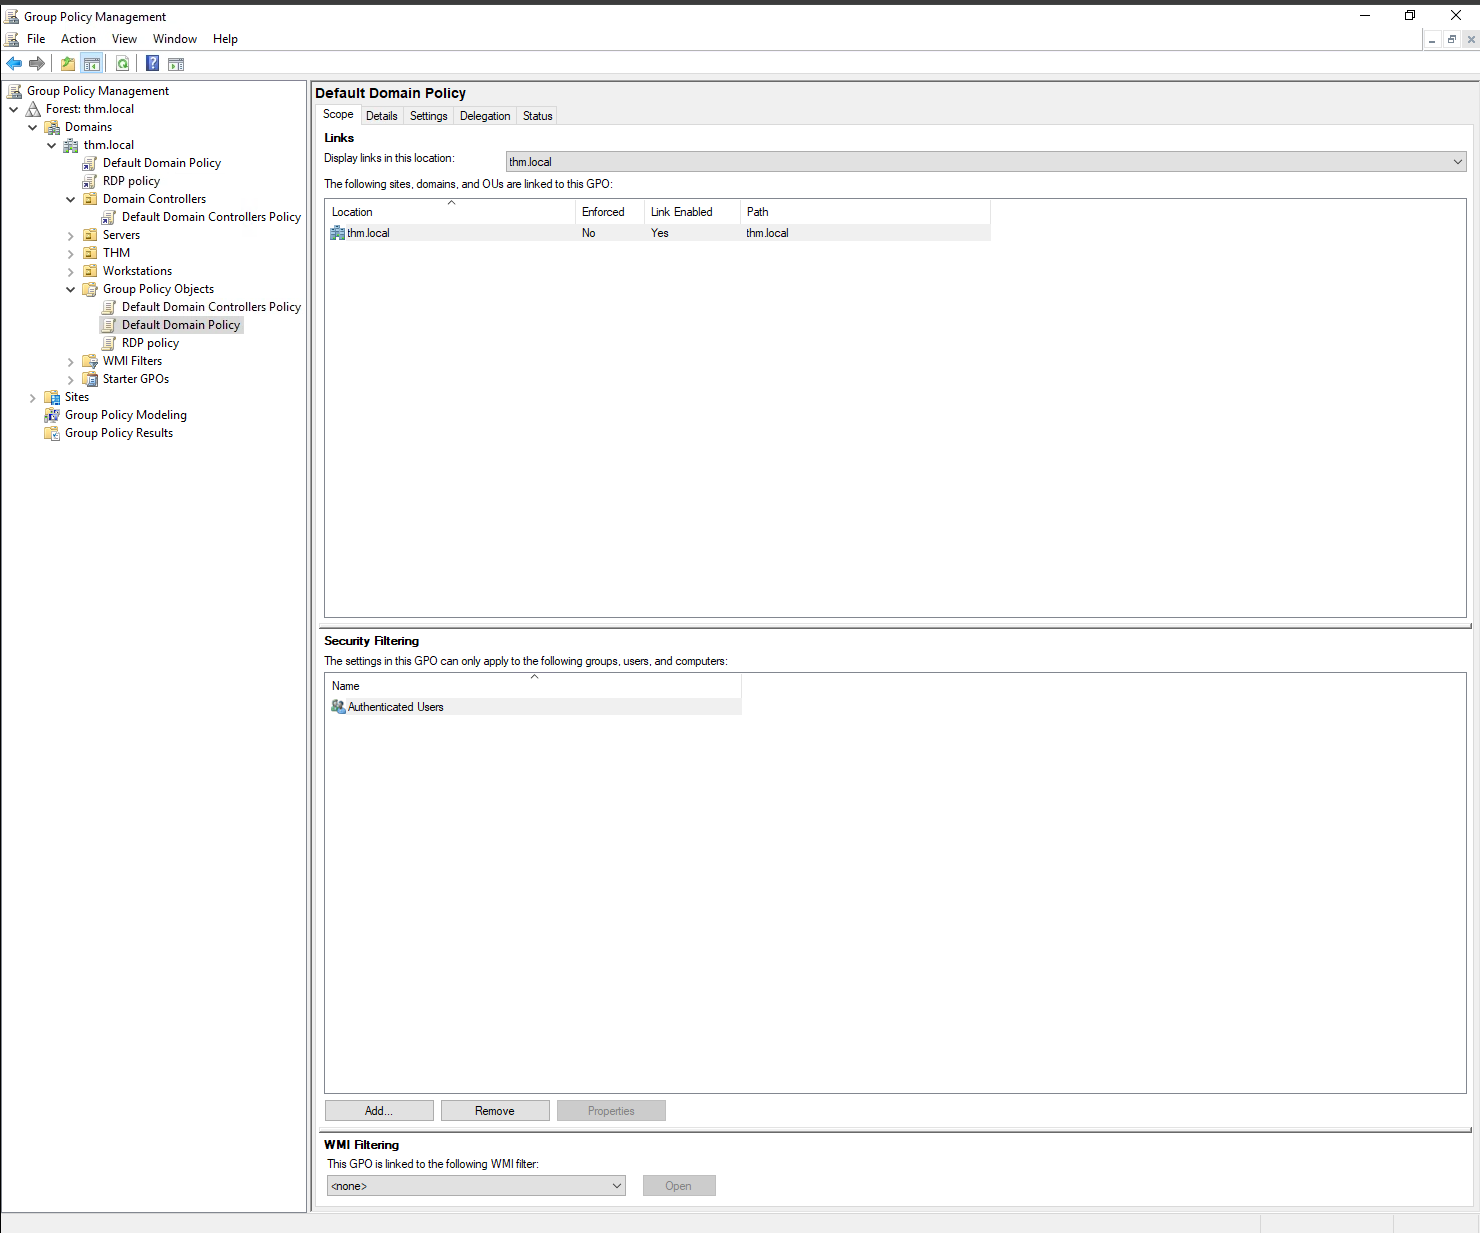 Group Policy Management
File Action View Window Help
Group Policy Management
Forest: thm.local
Domains
thm.local
Default Domain Policy
RDP policy
Domain Controllers
Default Domain Controllers Policy
Servers
THM
Workstations
Group Policy Objects
Default Domain Controllers Policy
Default Domain Policy
RDP policy
WMI Filters
Starter GPOs
Sites
Group Policy Modeling
Group Policy Results
Default Domain Policy
Scope Details Settings Delegation Status
Links
Display links in this location: thm.local
The following sites, domains, and OUs are linked to this GPO:
Location Enforced Link Enabled Path
thm.local No Yes thm.local
Security Filtering
The settings in this GPO can only apply to the following groups, users, and computers:
Name
Authenticated Users
Add... Remove Properties
WMI Filtering
This GPO is linked to the following WMI filter:
<none> Open